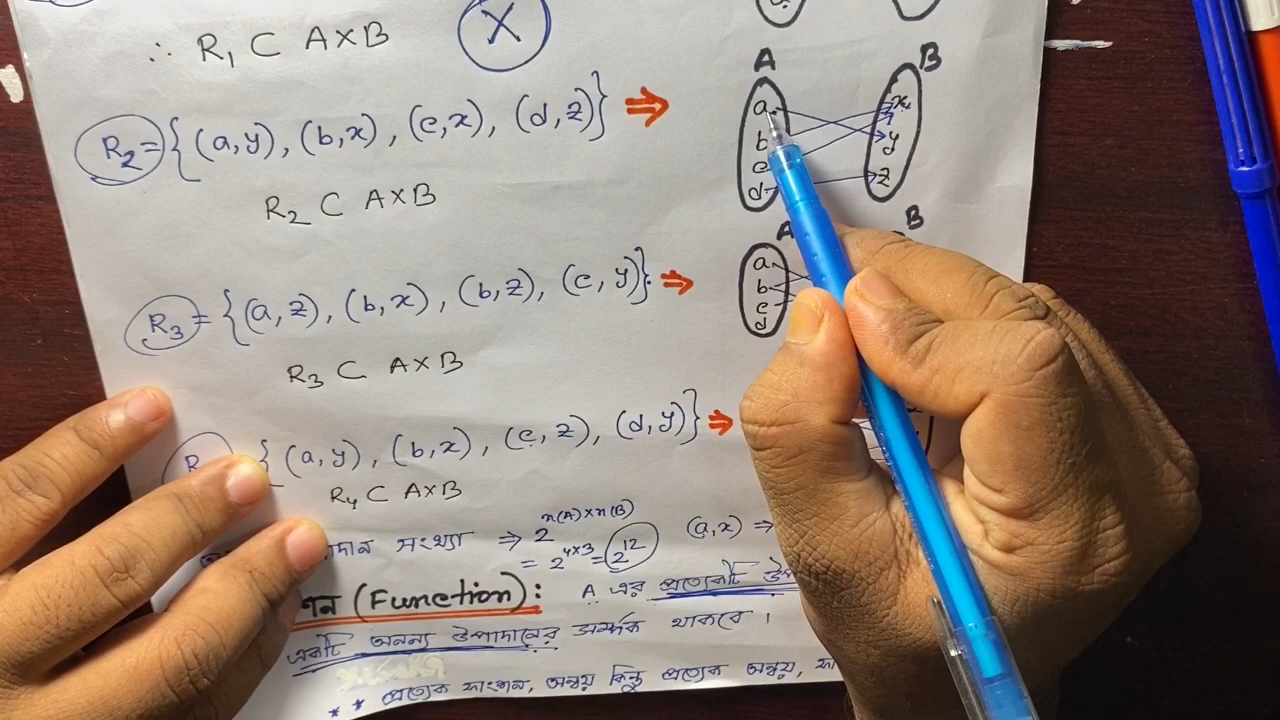 ∴ R₁ ⊂ A×B
X
A B
R₂ = {(a,y), (b,x), (c,x), (d,z)} ⇒
a x
b y
c z
d
R₂ ⊂ A×B
A B
R₃ = {(a,z), (b,x), (b,z), (c,y)} ⇒
a
b
c
d
R₃ ⊂ A×B
{(a,y), (b,x), (c,z), (d,y)} ⇒
R₄ ⊂ A×B
সংখ্যা ⇒ 2^{n(A)×n(B)} (a,x) ⇒
= 2^{4×3} = 2^{12}
(Function): A এর প্রত্যেকটি
একটি অনন্য উপাদানের সম্পর্ক থাকবে।
** প্রত্যেক ফাংশন, অন্বয় কিন্তু প্রত্যেক অন্বয়,